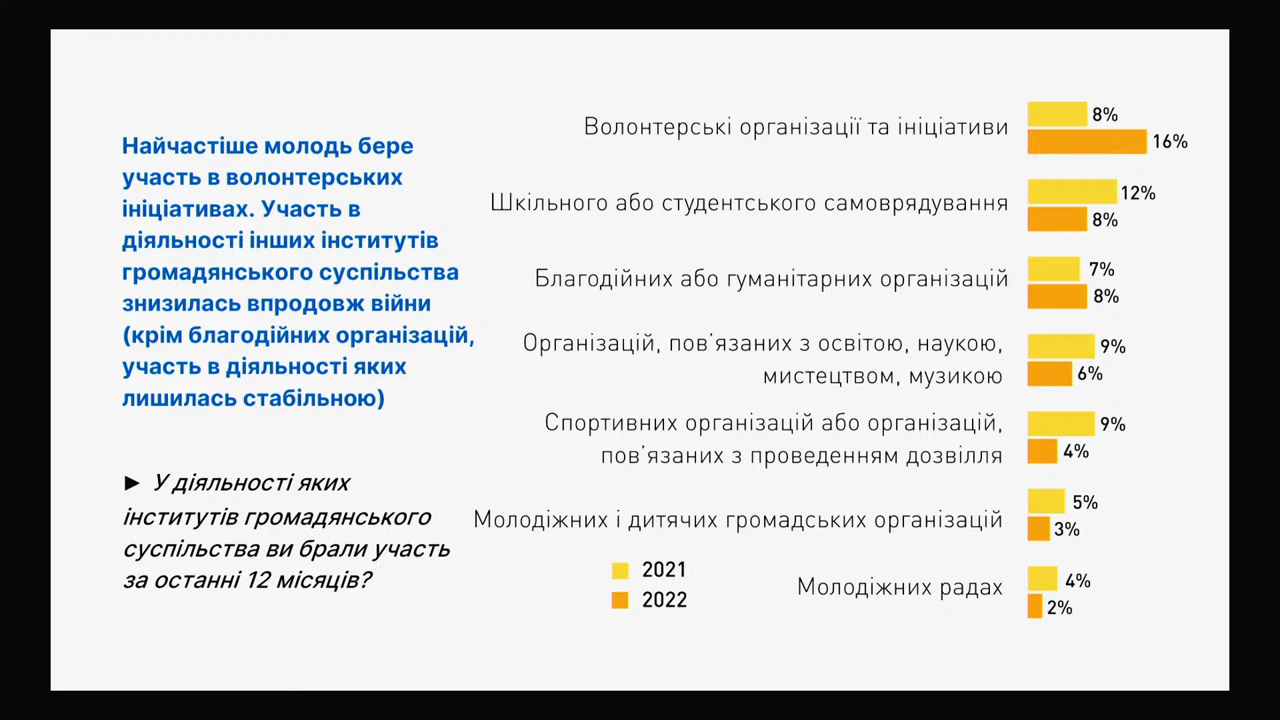 Найчастіше молодь бере
участь в волонтерських
ініціативах. Участь в
діяльності інших інститутів
громадянського суспільства
знизилась впродовж війни
(крім благодійних організацій,
участь в діяльності яких
лишилась стабільною)
► У діяльності яких
інститутів громадянського
суспільства ви брали участь
за останні 12 місяців?
Волонтерські організації та ініціативи
8%
16%
Шкільного або студентського самоврядування
12%
8%
Благодійних або гуманітарних організацій
7%
8%
Організацій, пов’язаних з освітою, наукою,
мистецтвом, музикою
9%
6%
Спортивних організацій або організацій,
пов’язаних з проведенням дозвілля
9%
4%
Молодіжних і дитячих громадських організацій
5%
3%
Молодіжних радах
4%
2%
2021
2022